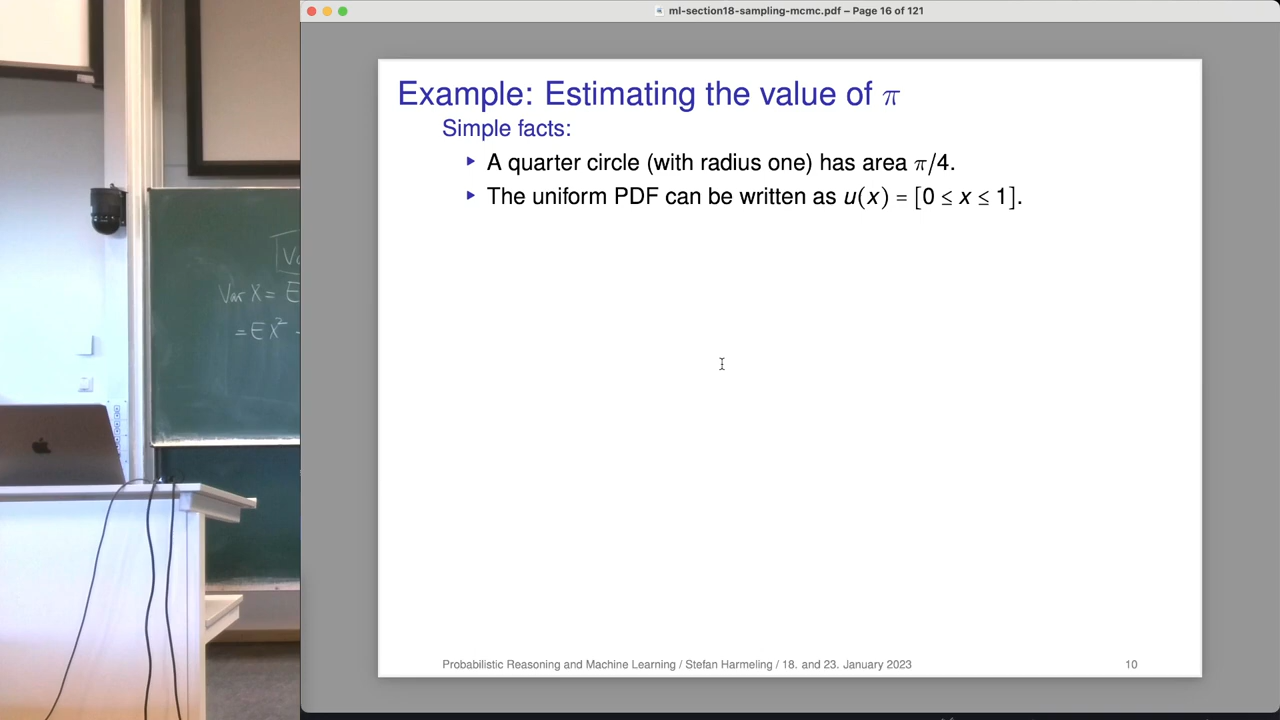 ml-section18-sampling-mcmc.pdf – Page 16 of 121
Example: Estimating the value of π
Simple facts:
A quarter circle (with radius one) has area π/4.
The uniform PDF can be written as u(x) = [0 ≤ x ≤ 1].
Probabilistic Reasoning and Machine Learning / Stefan Harmeling / 18. and 23. January 2023
10
Var X = E
= EX² -